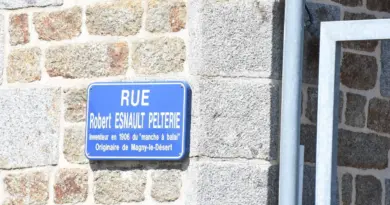 RUE
Robert ESNAULT PELTERIE
inventeur en 1906 du "manche à balai"
Originaire de Magny-le-Désert